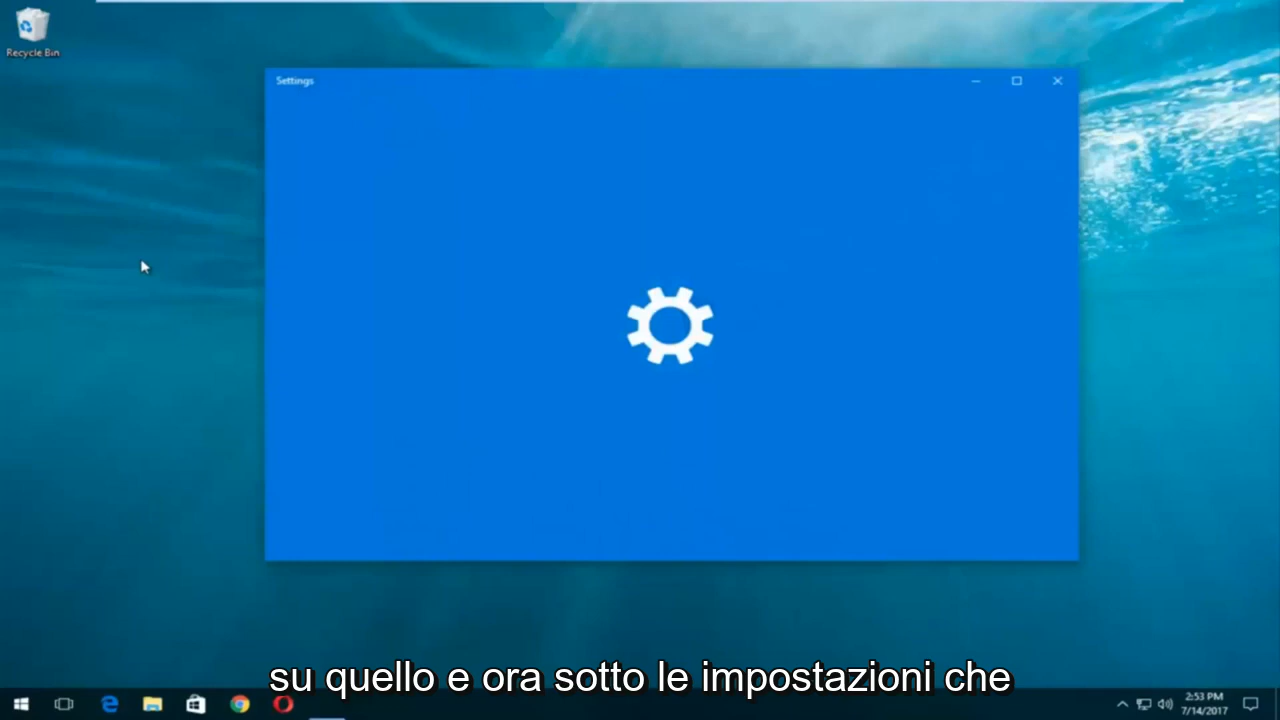 Recycle Bin
Settings
su quello e ora sotto le impostazioni che
2:53 PM
7/14/2017